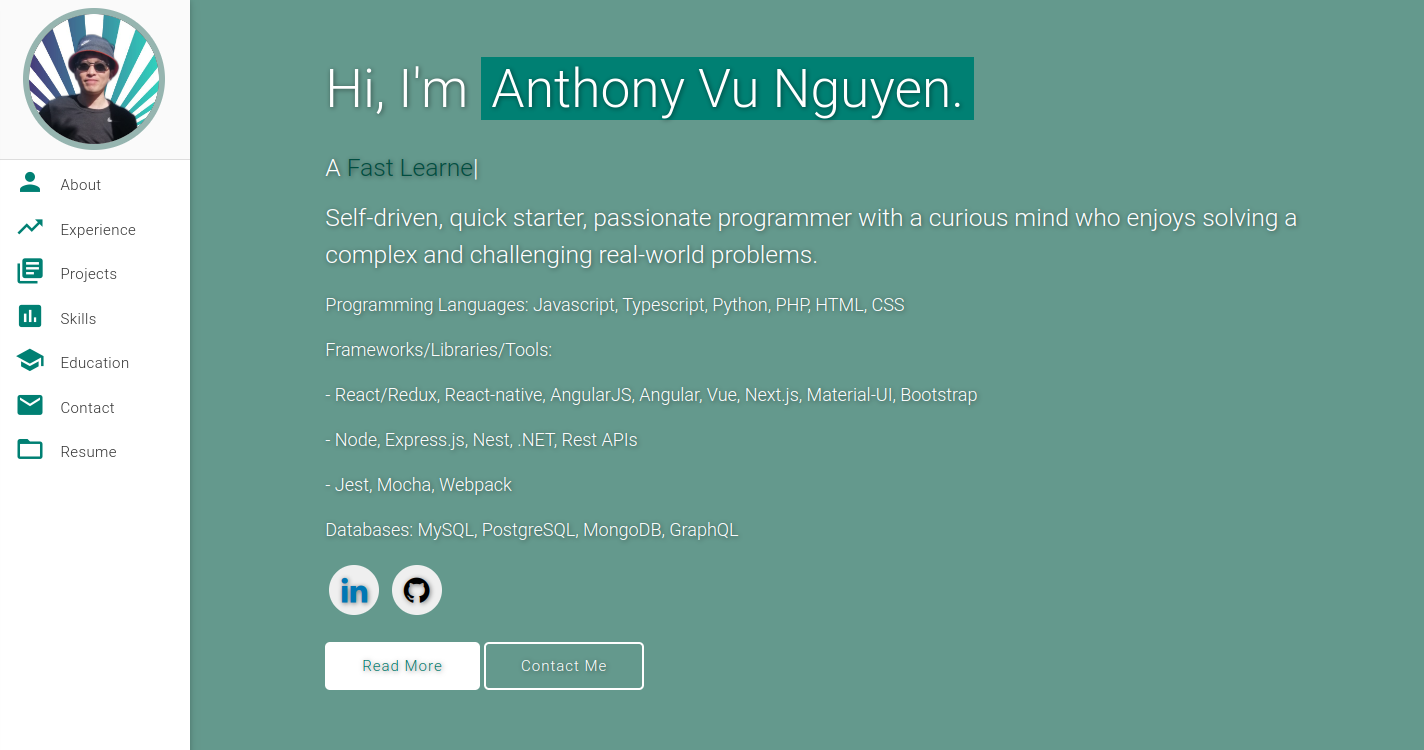 Hi, I'm Anthony Vu Nguyen.
About
Experience
Projects
Skills
Education
Contact
Resume
A Fast Learne|
Self-driven, quick starter, passionate programmer with a curious mind who enjoys solving a
complex and challenging real-world problems.
Programming Languages: Javascript, Typescript, Python, PHP, HTML, CSS
Frameworks/Libraries/Tools:
- React/Redux, React-native, AngularJS, Angular, Vue, Next.js, Material-UI, Bootstrap
- Node, Express.js, Nest, .NET, Rest APIs
- Jest, Mocha, Webpack
Databases: MySQL, PostgreSQL, MongoDB, GraphQL
in
Read More
Contact Me